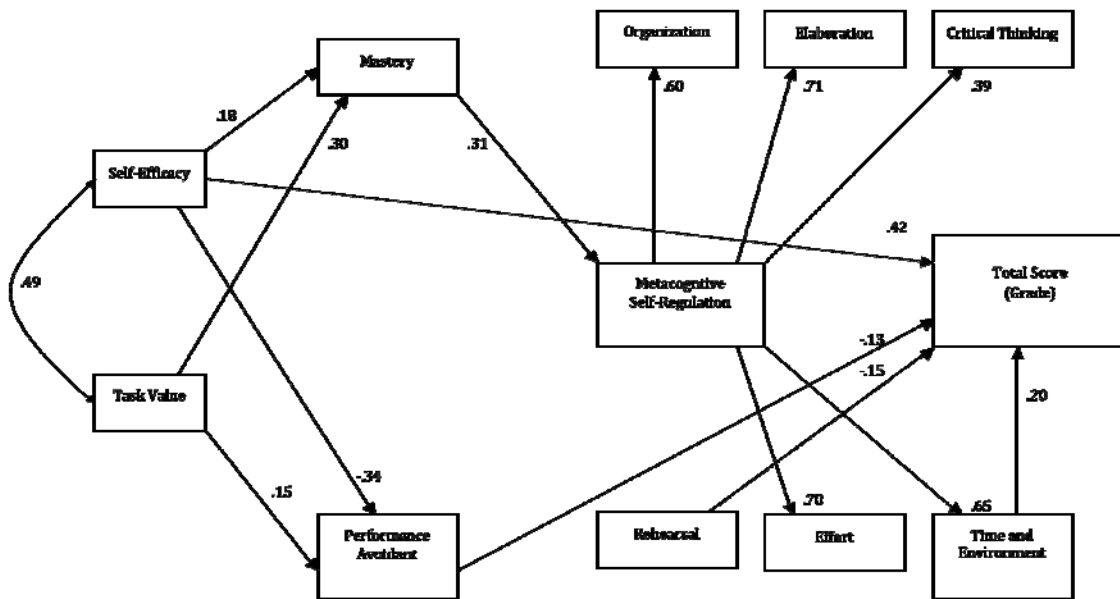 Organization
Elaboration
Critical Thinking
Mastery
.60
.71
.39
.18
.30
.31
Self-Efficacy
.42
.49
Metacogntive
Self-Regulation
Total Score
(Grade)
-.13
-.15
Task Value
.20
.15
-.34
.70
.65
Performance
Avoidant
Rehearsal
Effort
Time and
Environment